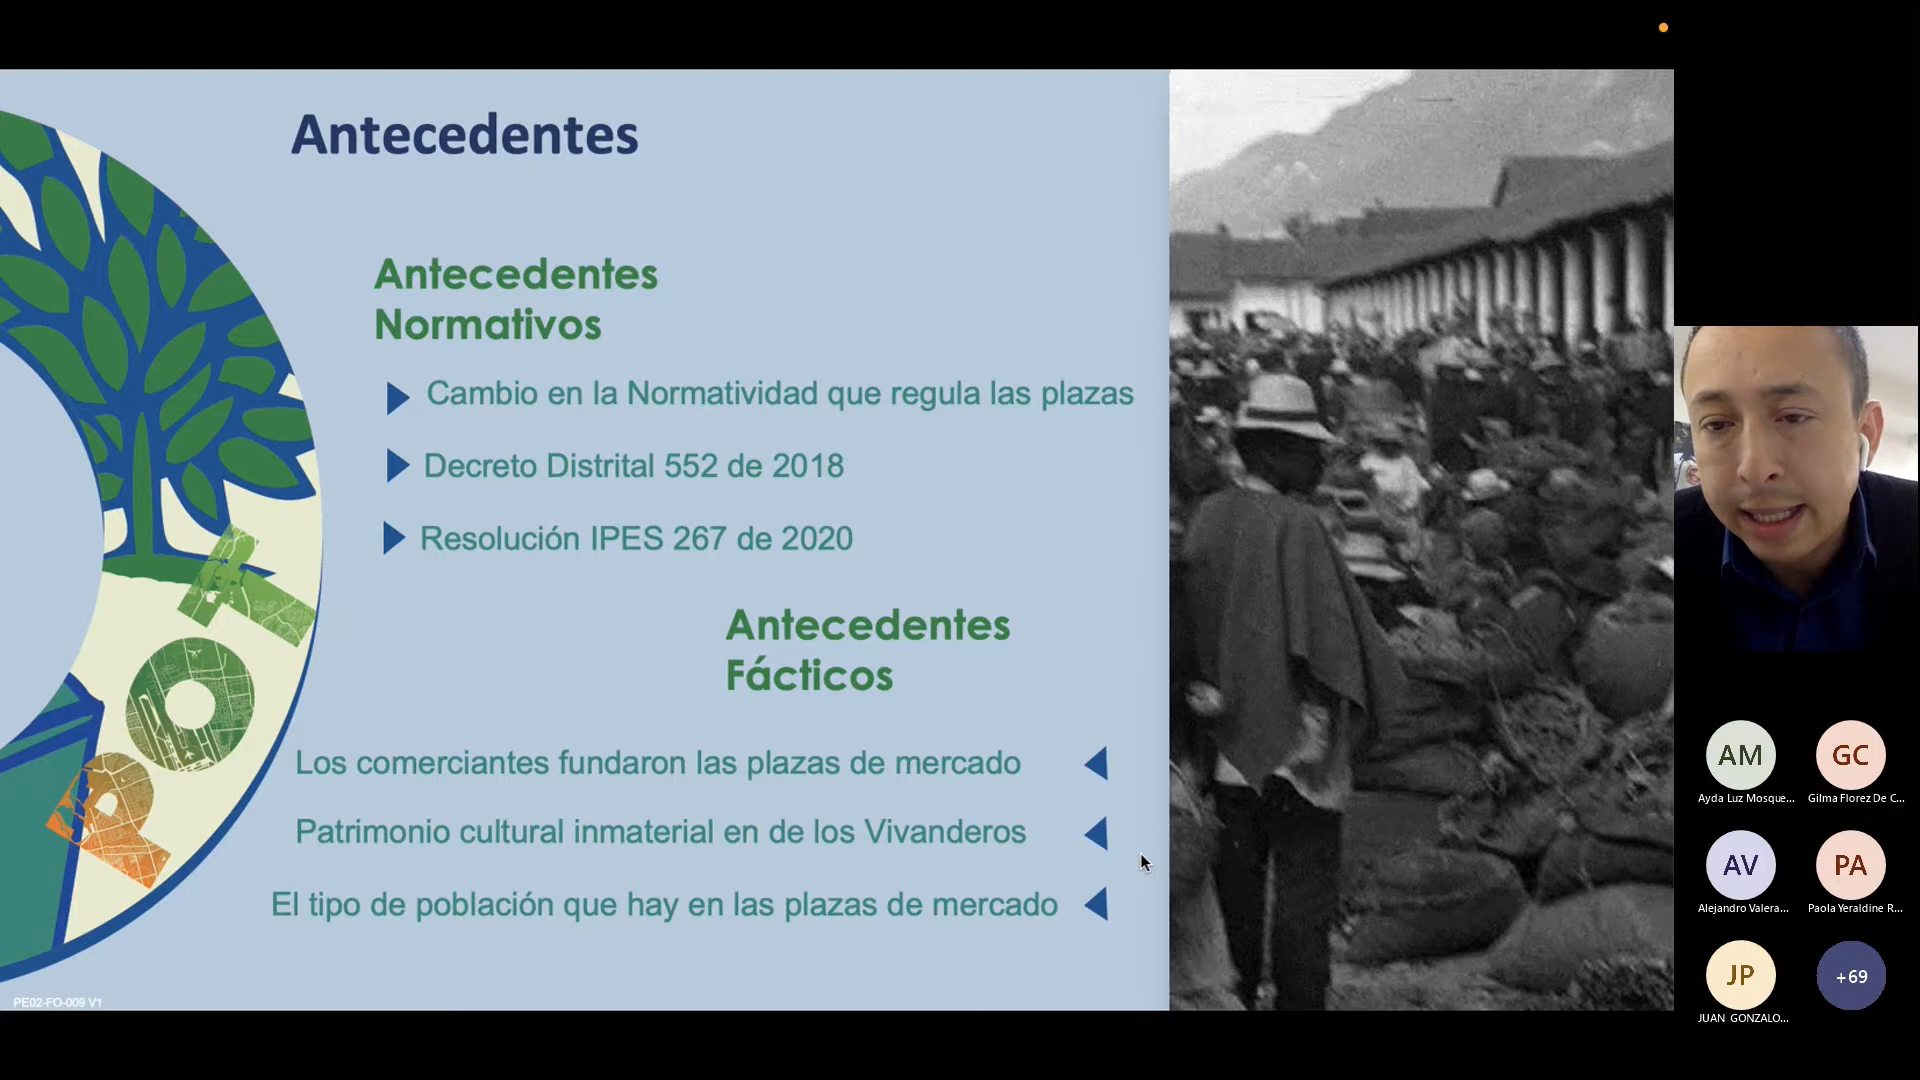 Antecedentes
Antecedentes
Normativos
Cambio en la Normatividad que regula las plazas
Decreto Distrital 552 de 2018
Resolución IPES 267 de 2020
Antecedentes
Fácticos
Los comerciantes fundaron las plazas de mercado
Patrimonio cultural inmaterial en de los Vivanderos
El tipo de población que hay en las plazas de mercado
PE02-FO-009 V1
AM
GC
Ayda Luz Mosque...
Gilma Florez De C...
AV
PA
Alejandro Valera...
Paola Yeraldine R...
JP
+69
JUAN GONZALO...